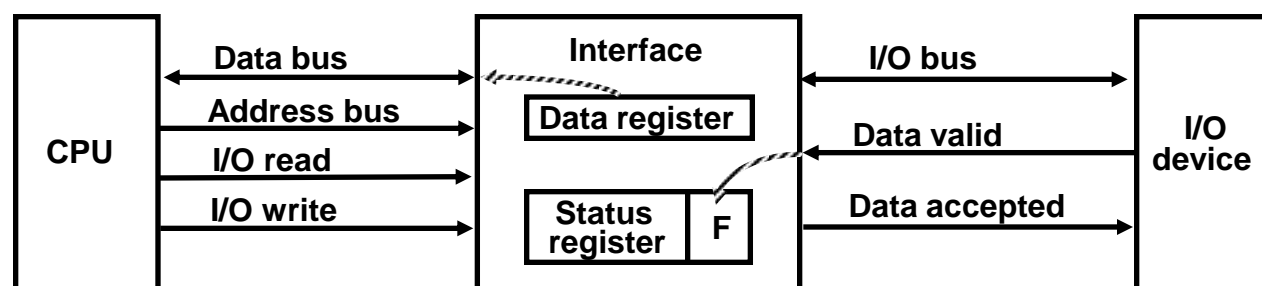 CPU
Data bus
Address bus
I/O read
I/O write
Interface
Data register
Status
register
F
I/O bus
Data valid
Data accepted
I/O
device